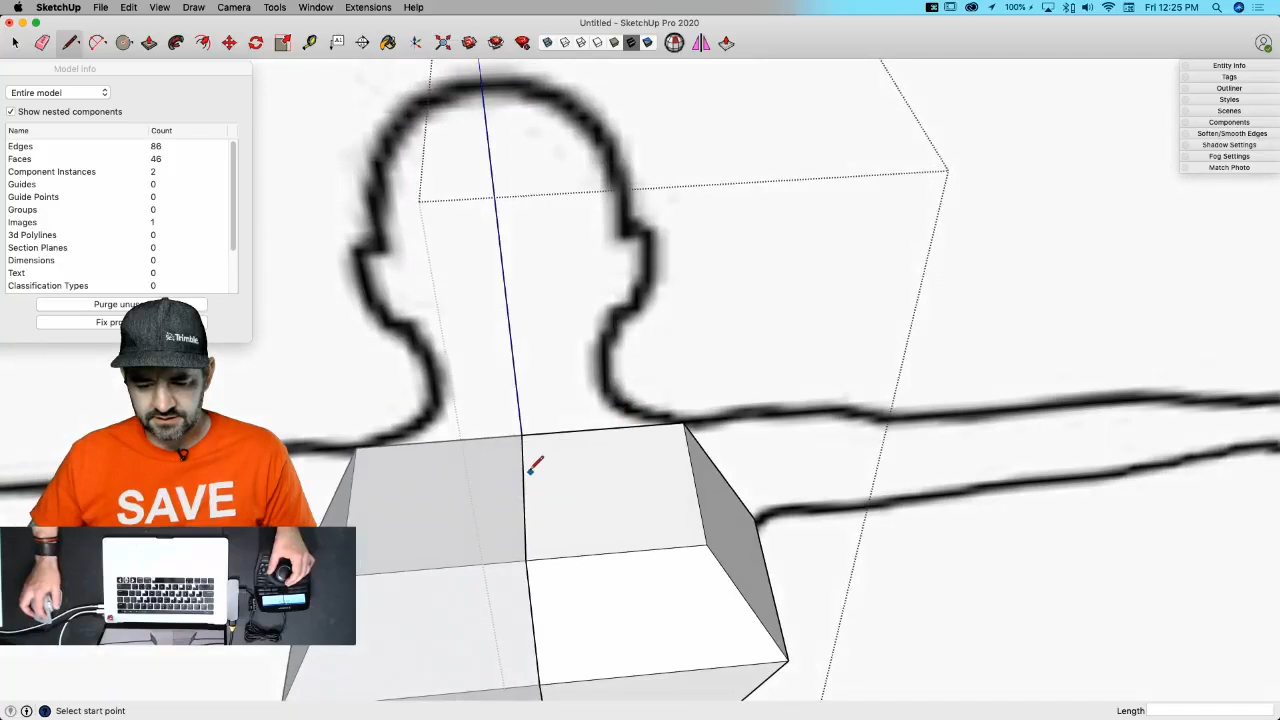 SketchUp File Edit View Draw Camera Tools Window Extensions Help 100% Fri 12:25 PM
Untitled - SketchUp Pro 2020
Model Info
Entire model
Show nested components
Name Count
Edges 86
Faces 46
Component Instances 2
Guides 0
Guide Points 0
Groups 0
Images 1
3d Polylines 0
Section Planes 0
Dimensions 0
Text 0
Classification Types 0
Purge unus
Fix pro
Entity Info
Tags
Outliner
Styles
Scenes
Components
Soften/Smooth Edges
Shadow Settings
Fog Settings
Match Photo
Trimble
SAVE
Select start point
Length